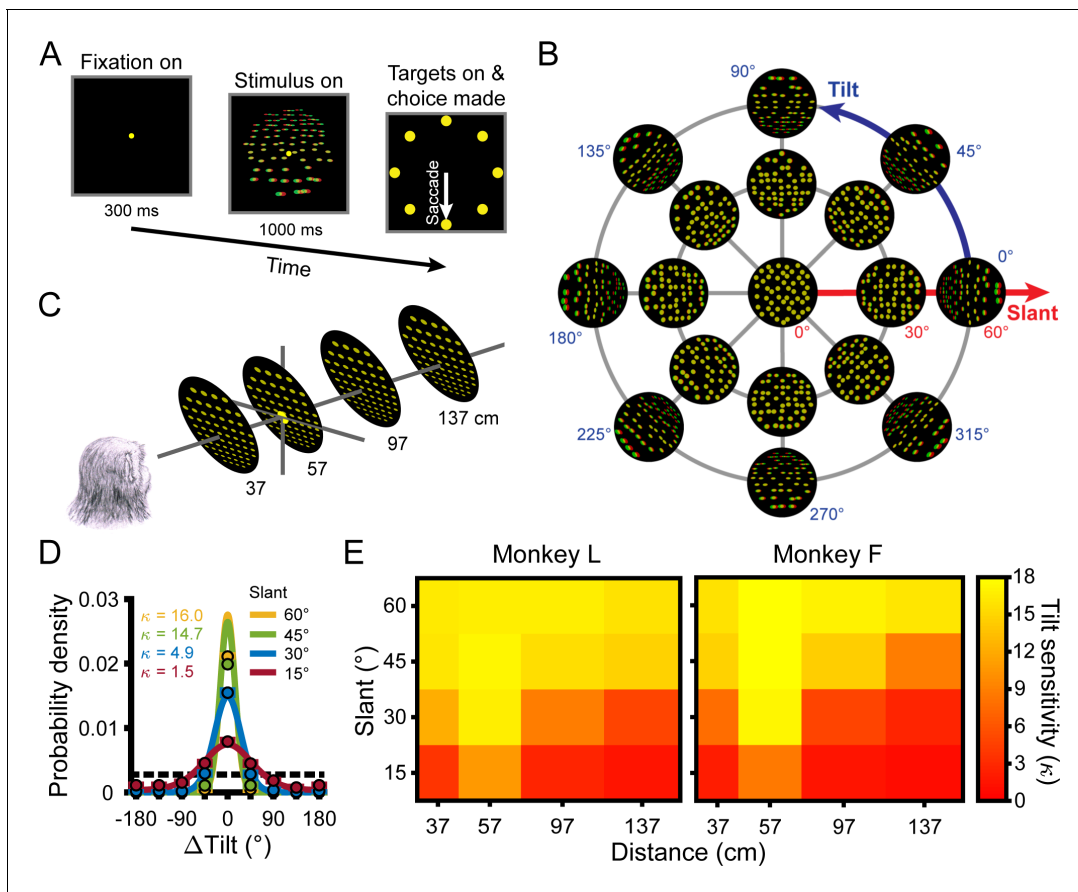 A
Fixation on
300 ms
Stimulus on
1000 ms
Targets on &
choice made
Saccade
Time
B
90°
Tilt
135°
45°
0°
180°
0°
30°
60°
Slant
225°
315°
270°
C
37
57
97
137 cm
D
Probability density
0.03
0.02
0.01
0
κ = 16.0
κ = 14.7
κ = 4.9
κ = 1.5
Slant
60°
45°
30°
15°
-180
-90
0
90
180
ΔTilt (°)
E
Monkey L
Monkey F
Slant (°)
60
45
30
15
37
57
97
137
37
57
97
137
Distance (cm)
18
15
12
9
6
3
0
Tilt sensitivity (κ)